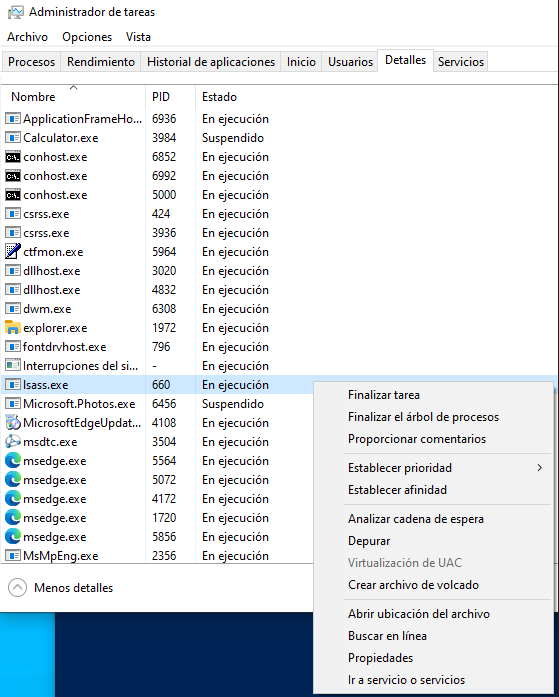 Administrador de tareas
Archivo Opciones Vista
Procesos Rendimiento Historial de aplicaciones Inicio Usuarios Detalles Servicios
Nombre PID Estado
ApplicationFrameHo... 6936 En ejecución
Calculator.exe 3984 Suspendido
conhost.exe 6852 En ejecución
conhost.exe 6992 En ejecución
conhost.exe 5000 En ejecución
csrss.exe 424 En ejecución
csrss.exe 3936 En ejecución
ctfmon.exe 5964 En ejecución
dllhost.exe 3020 En ejecución
dllhost.exe 4832 En ejecución
dwm.exe 6308 En ejecución
explorer.exe 1972 En ejecución
fontdrvhost.exe 796 En ejecución
Interrupciones del si... - En ejecución
lsass.exe 660 En ejecución
Microsoft.Photos.exe 6456 Suspendido
MicrosoftEdgeUpdat... 4108 En ejecución
msdtc.exe 3504 En ejecución
msedge.exe 5564 En ejecución
msedge.exe 5072 En ejecución
msedge.exe 4172 En ejecución
msedge.exe 1720 En ejecución
msedge.exe 5856 En ejecución
MsMpEng.exe 2356 En ejecución
Menos detalles
Finalizar tarea
Finalizar el árbol de procesos
Proporcionar comentarios
Establecer prioridad
Establecer afinidad
Analizar cadena de espera
Depurar
Virtualización de UAC
Crear archivo de volcado
Abrir ubicación del archivo
Buscar en línea
Propiedades
Ir a servicio o servicios